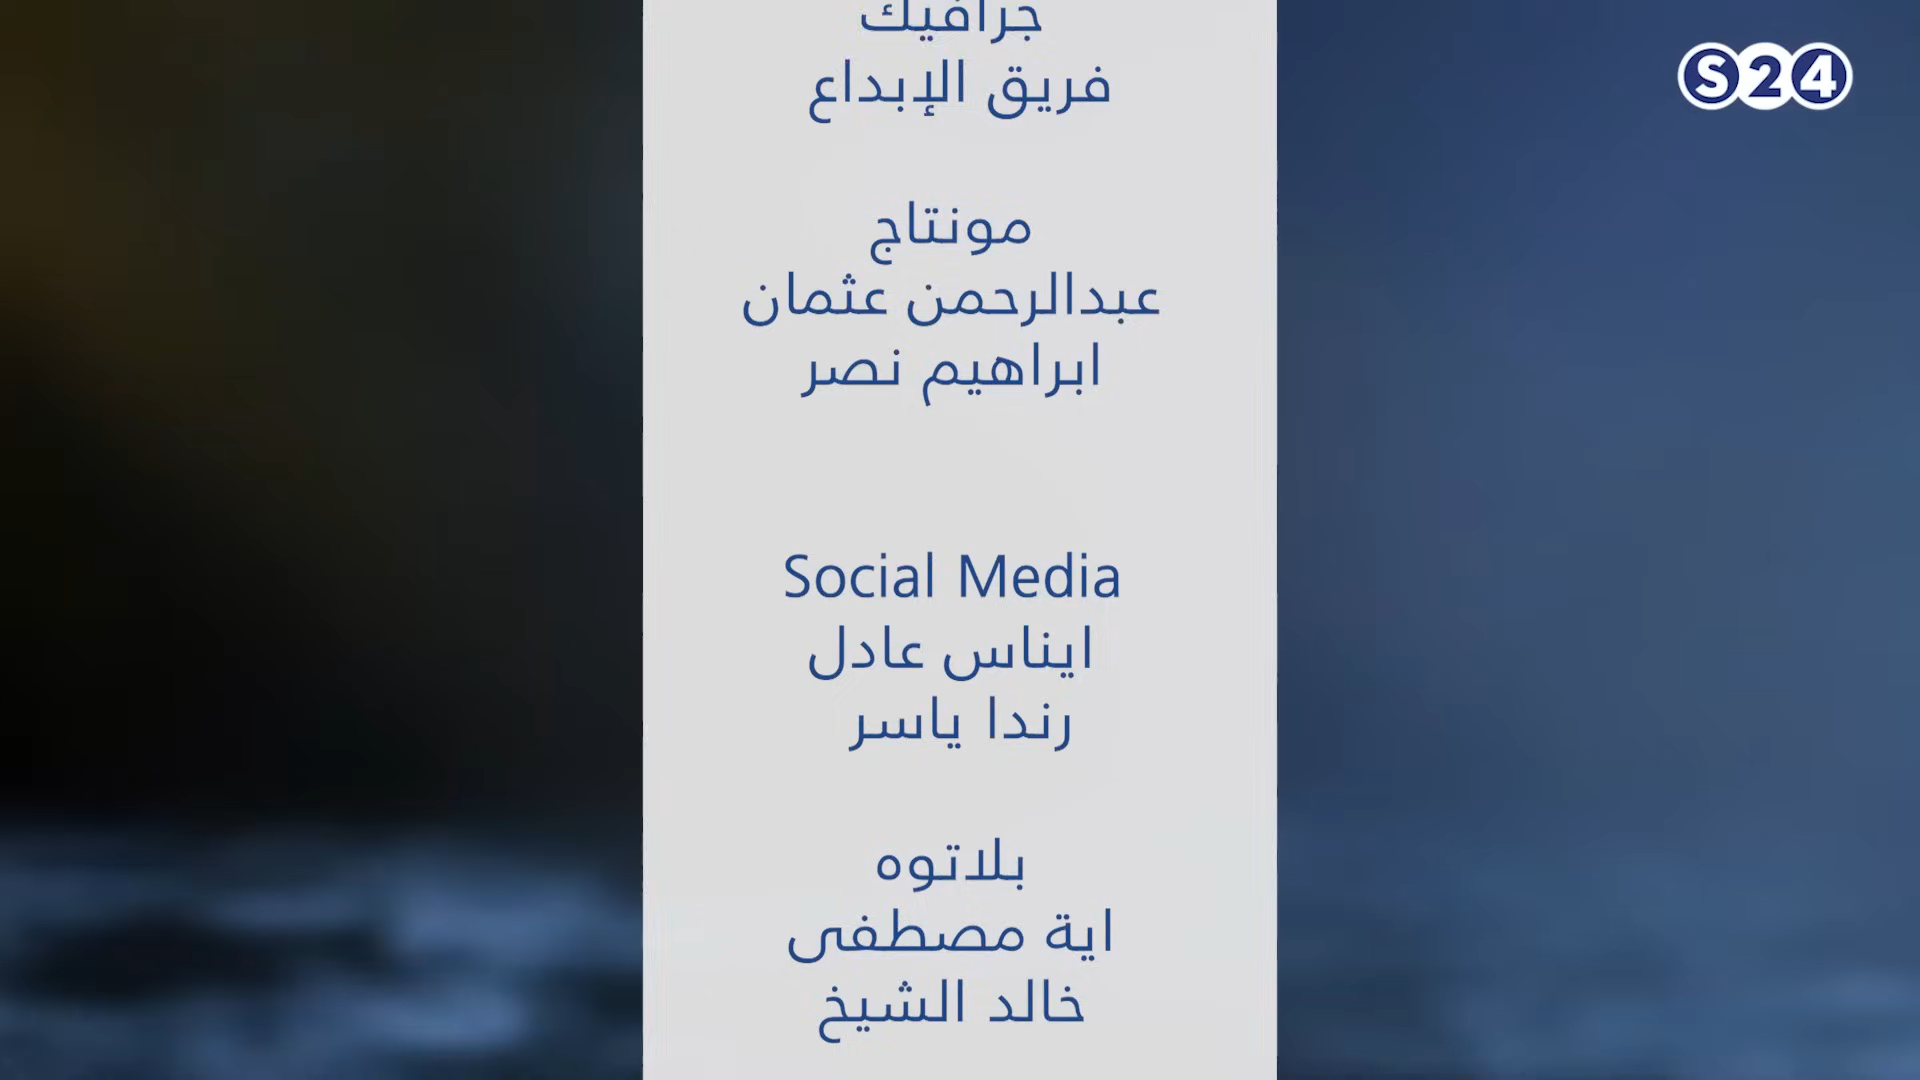 جرافيك
فريق الإبداع
مونتاج
عبدالرحمن عثمان
ابراهيم نصر
Social Media
ايناس عادل
رندا ياسر
بلاتوه
اية مصطفى
خالد الشيخ
S24